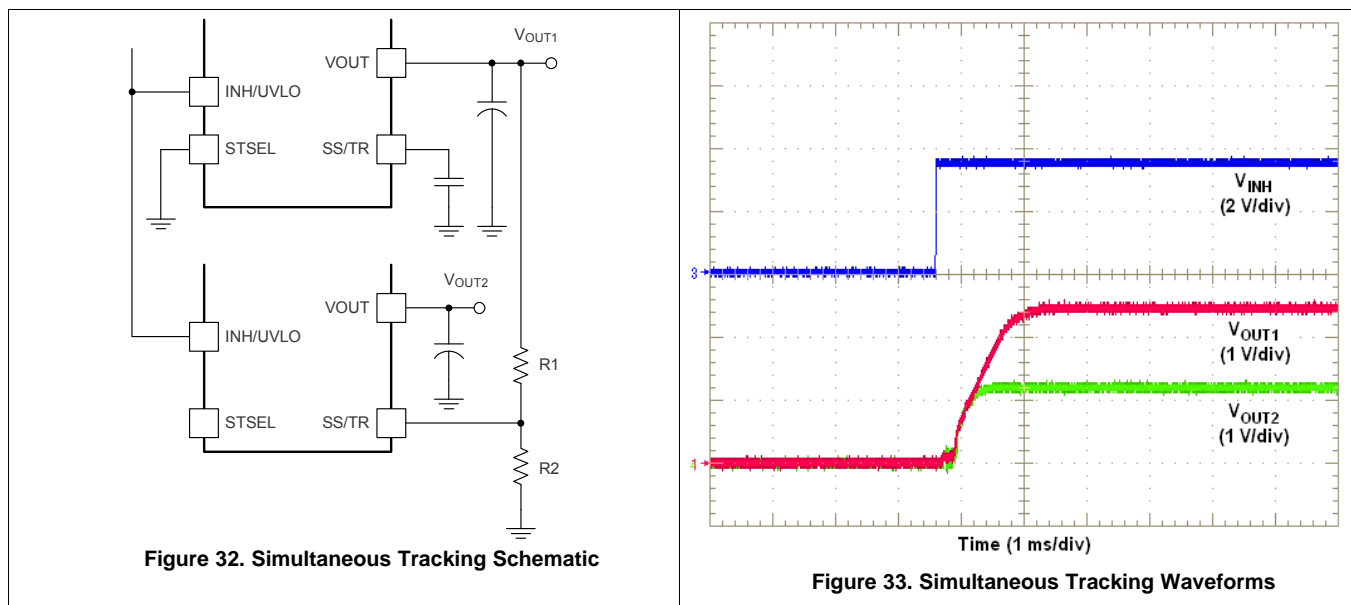 VOUT1
VOUT
INH/UVLO
STSEL
SS/TR
VOUT2
VOUT
INH/UVLO
R1
STSEL
SS/TR
R2
Figure 32. Simultaneous Tracking Schematic
VINH
(2 V/div)
3
VOUT1
(1 V/div)
VOUT2
(1 V/div)
4
Time (1 ms/div)
Figure 33. Simultaneous Tracking Waveforms